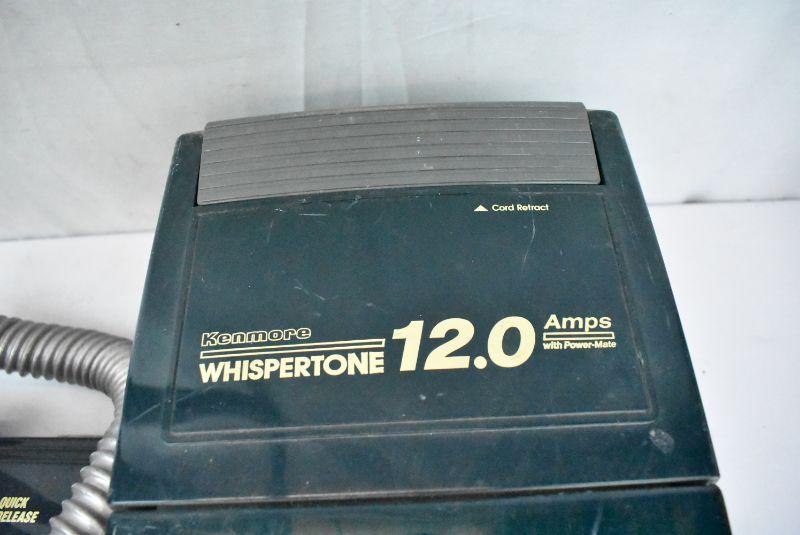 ▲ Cord Retract
Kenmore
WHISPERTONE 12.0 Amps
with Power-Mate
QUICK
RELEASE